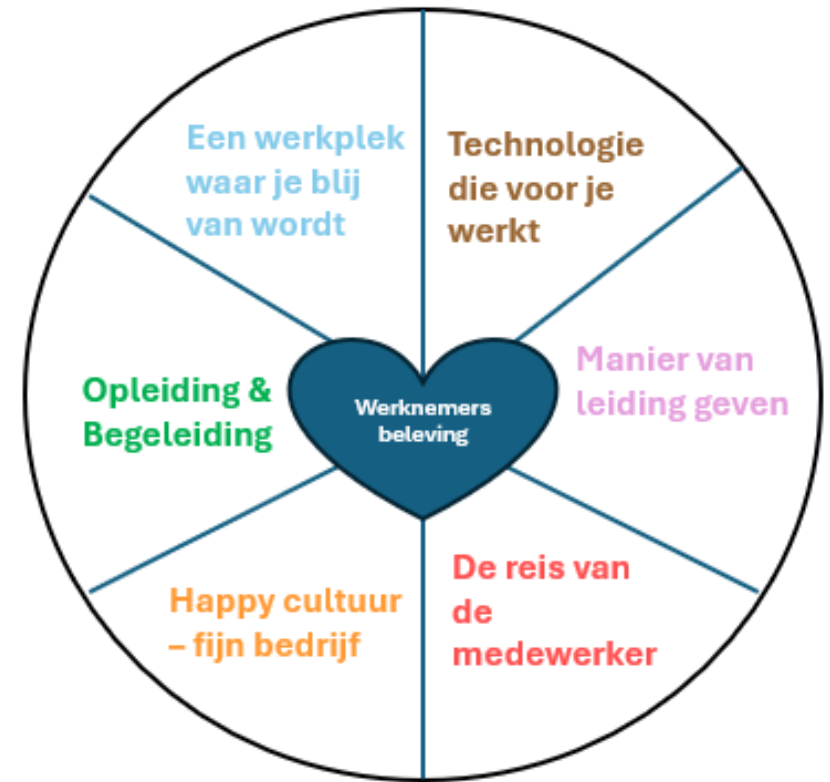 Een werkplek
waar je blij
van wordt
Technologie
die voor je
werkt
Manier van
leiding geven
De reis van
de
medewerker
Happy cultuur
– fijn bedrijf
Opleiding &
Begeleiding
Werknemers
beleving